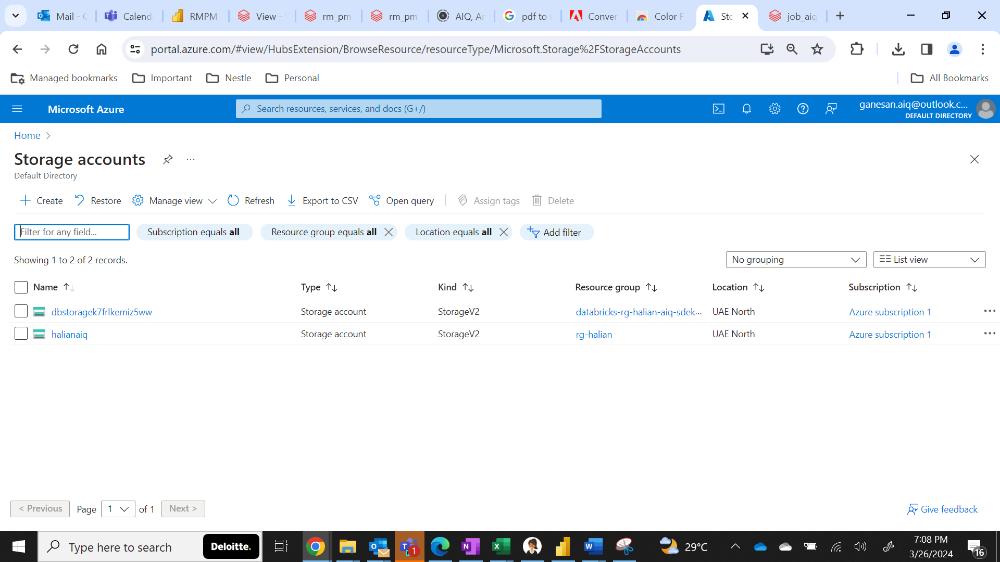 Mail - C
Calend
RMPM
View -
rm_pm
rm_pm
AIQ, Ar
pdf to
Conver
Color F
Sto
job_aiq
portal.azure.com/#view/HubsExtension/BrowseResource/resourceType/Microsoft.Storage%2FStorageAccounts
Managed bookmarks
Important
Nestle
Personal
All Bookmarks
Microsoft Azure
Search resources, services, and docs (G+/)
ganesan.aiq@outlook.c...
DEFAULT DIRECTORY
Home
Storage accounts
Default Directory
Create
Restore
Manage view
Refresh
Export to CSV
Open query
Assign tags
Delete
Filter for any field...
Subscription equals all
Resource group equals all
Location equals all
Add filter
Showing 1 to 2 of 2 records.
No grouping
List view
Name Type Kind Resource group Location Subscription
dbstoragek7frlkemiz5ww Storage account StorageV2 databricks-rg-halian-aiq-sdek... UAE North Azure subscription 1
halianaiq Storage account StorageV2 rg-halian UAE North Azure subscription 1
< Previous
Page 1 of 1
Next >
Give feedback
Type here to search
Deloitte.
1
29°C
7:08 PM
3/26/2024
16